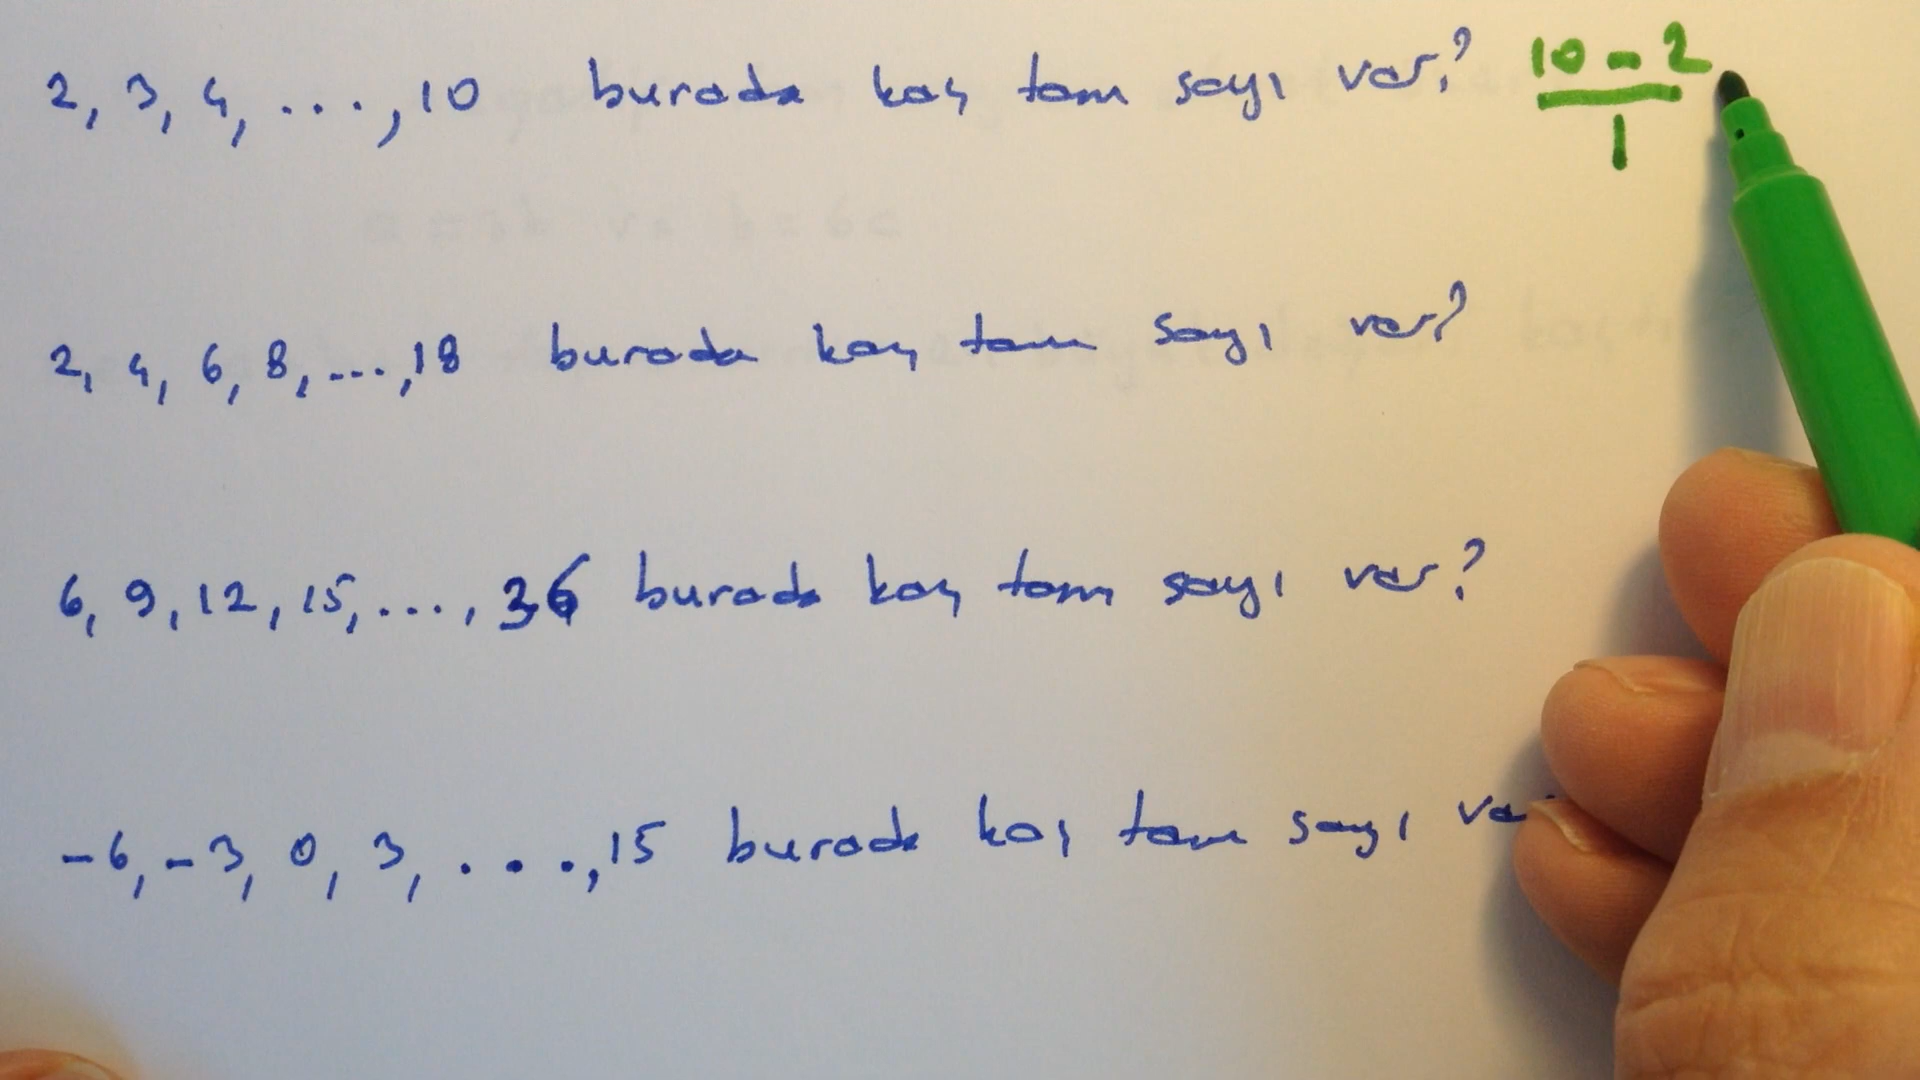 2, 3, 4, ..., 10 burada kaç tam sayı var? 10 - 2
1
2, 4, 6, 8, ..., 18 burada kaç tam sayı var?
6, 9, 12, 15, ..., 36 burada kaç tam sayı var?
-6, -3, 0, 3, ..., 15 burada kaç tam sayı va